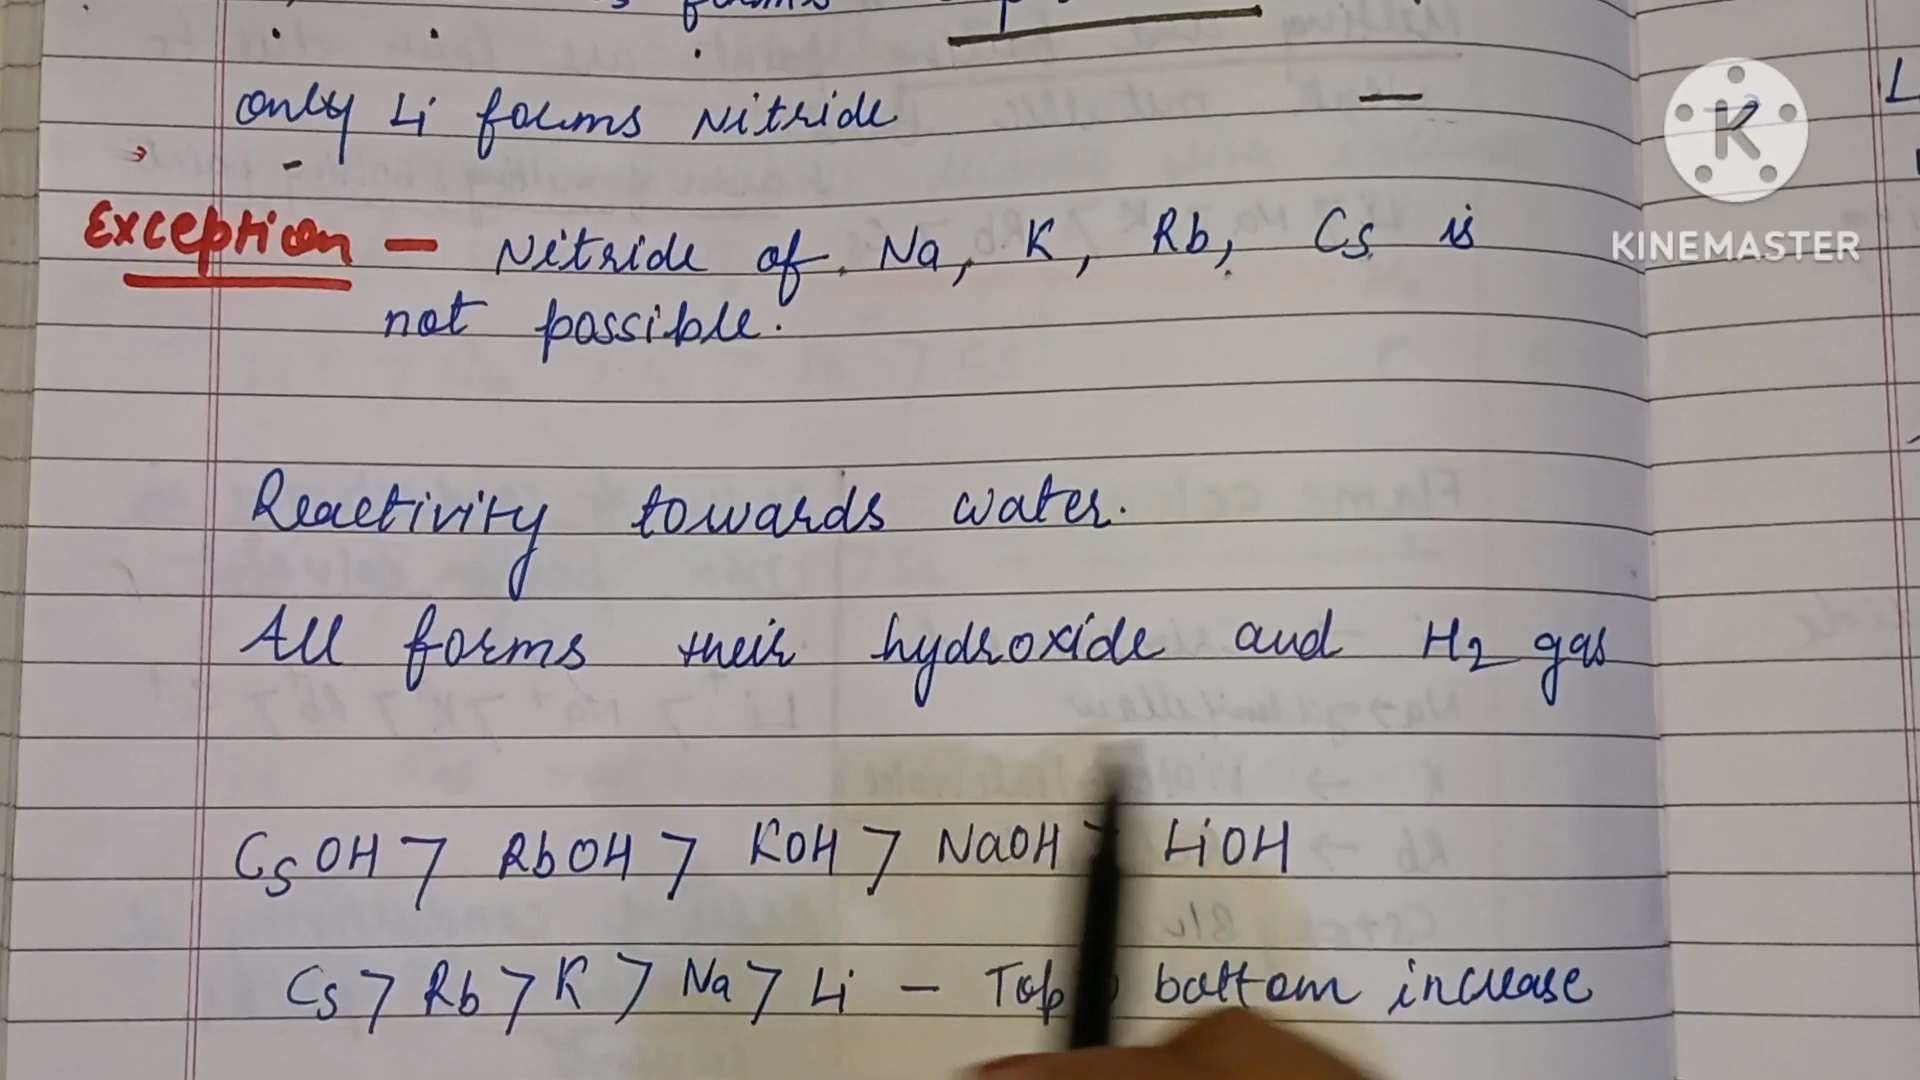 only Li forms Nitride
Exception - Nitride of Na, K, Rb, Cs is
not possible.
Reactivity towards water.
All forms their hydroxide and H2 gas
CsOH > RbOH > KOH > NaOH > LiOH
Cs > Rb > K > Na > Li - Top bottom increase
K
KINEMASTER